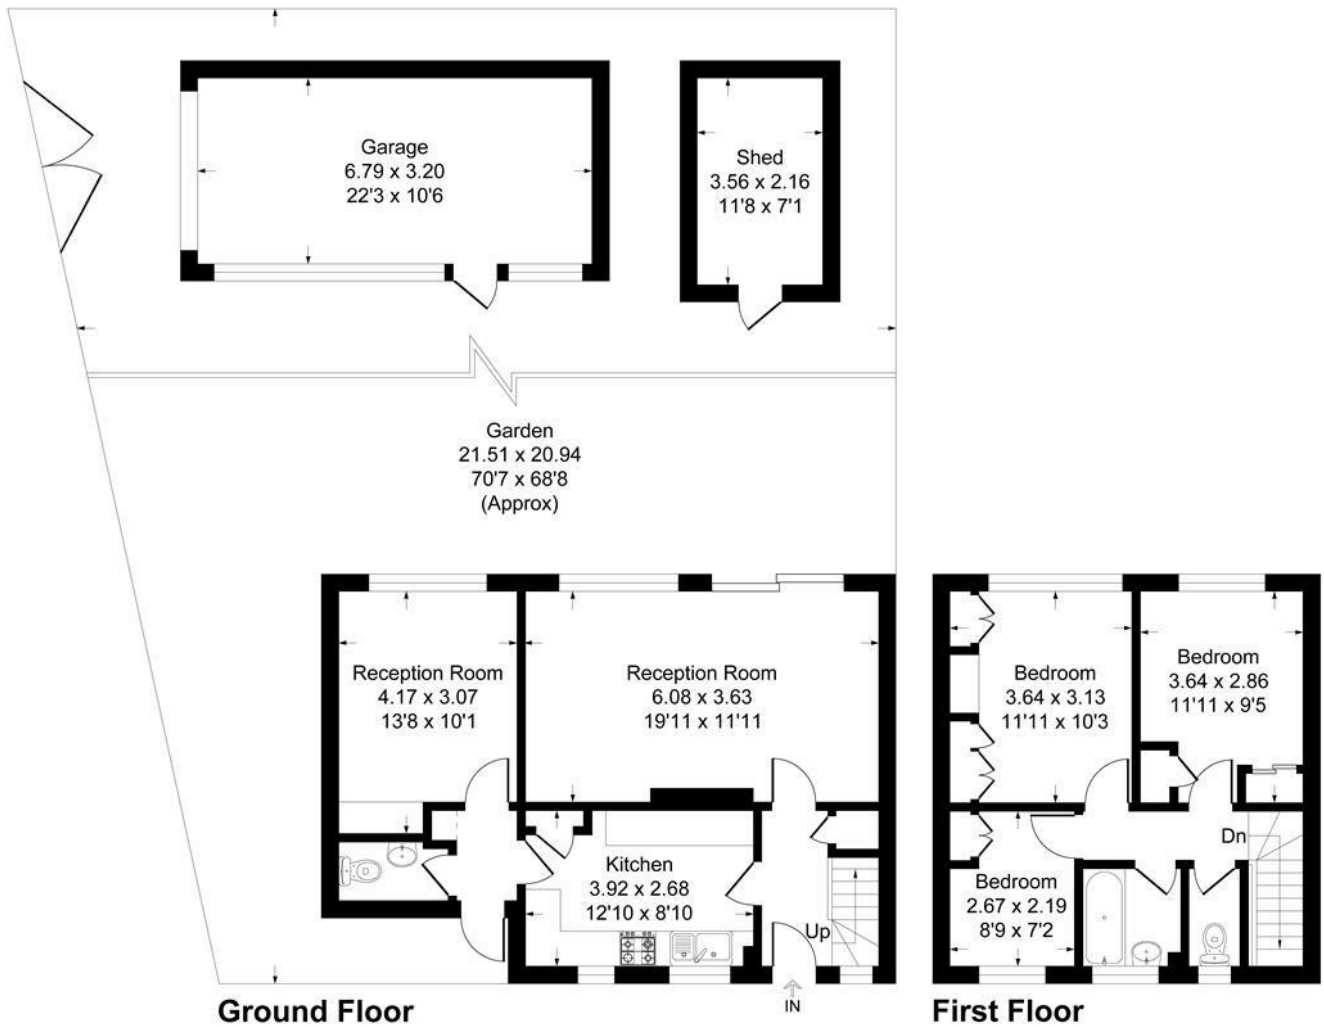 Garage
6.79 x 3.20
22'3 x 10'6
Shed
3.56 x 2.16
11'8 x 7'1
Garden
21.51 x 20.94
70'7 x 68'8
(Approx)
Reception Room
4.17 x 3.07
13'8 x 10'1
Reception Room
6.08 x 3.63
19'11 x 11'11
Kitchen
3.92 x 2.68
12'10 x 8'10
Up
IN
Ground Floor
Bedroom
3.64 x 3.13
11'11 x 10'3
Bedroom
3.64 x 2.86
11'11 x 9'5
Dn
Bedroom
2.67 x 2.19
8'9 x 7'2
First Floor